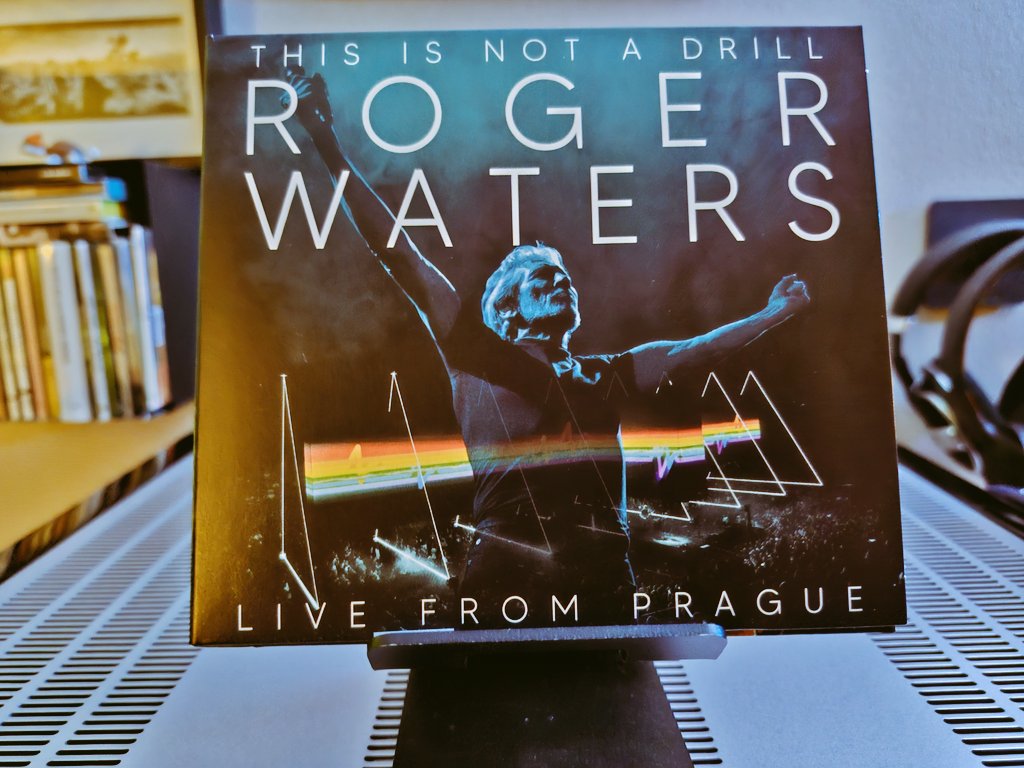 THIS IS NOT A DRILL
ROGER
WATERS
LIVE FROM PRAGUE